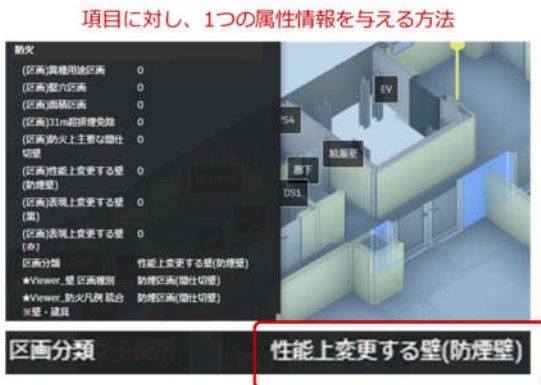 項目に対し、1つの属性情報を与える方法
防火
(区画)異種用途区画 0
(区画)竪穴区画 0
(区画)面積区画 0
(区画)31m超排煙免除 0
(区画)防火上主要な間仕 0
切壁
(区画)性能上変更する壁 0
(防煙壁)
(区画)表現上変更する壁 0
(黒)
(区画)表現上変更する壁 0
(赤)
区画分類 性能上変更する壁(防煙壁)
★Viewer_壁 区画種別 防煙区画(間仕切壁)
★Viewer_防火凡例 統合 防煙区画(間仕切壁)
※壁・建具
EV
PS4
給湯室
廊下
DS1
区画分類 性能上変更する壁(防煙壁)